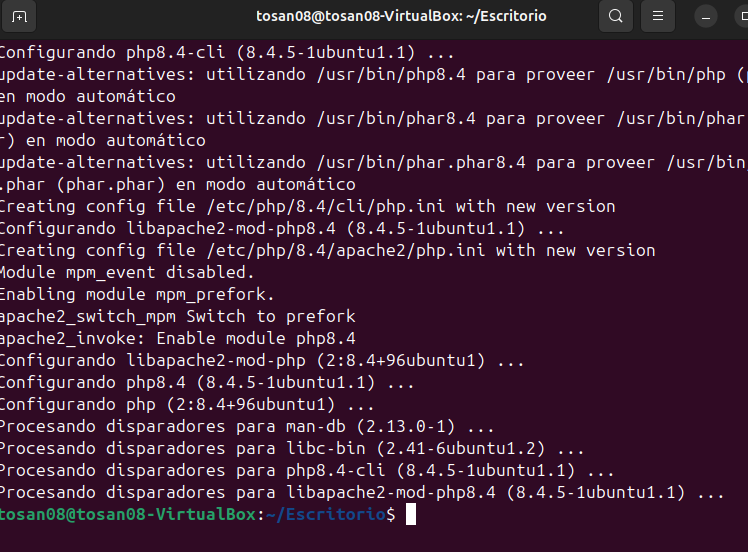 tosan08@tosan08-VirtualBox: ~/Escritorio
Configurando php8.4-cli (8.4.5-1ubuntu1.1) ...
update-alternatives: utilizando /usr/bin/php8.4 para proveer /usr/bin/php (p
en modo automático
update-alternatives: utilizando /usr/bin/phar8.4 para proveer /usr/bin/phar
r) en modo automático
update-alternatives: utilizando /usr/bin/phar.phar8.4 para proveer /usr/bin
.phar (phar.phar) en modo automático
Creating config file /etc/php/8.4/cli/php.ini with new version
Configurando libapache2-mod-php8.4 (8.4.5-1ubuntu1.1) ...
Creating config file /etc/php/8.4/apache2/php.ini with new version
Module mpm_event disabled.
Enabling module mpm_prefork.
apache2_switch_mpm Switch to prefork
apache2_invoke: Enable module php8.4
Configurando libapache2-mod-php (2:8.4+96ubuntu1) ...
Configurando php8.4 (8.4.5-1ubuntu1.1) ...
Configurando php (2:8.4+96ubuntu1) ...
Procesando disparadores para man-db (2.13.0-1) ...
Procesando disparadores para libc-bin (2.41-6ubuntu1.2) ...
Procesando disparadores para php8.4-cli (8.4.5-1ubuntu1.1) ...
Procesando disparadores para libapache2-mod-php8.4 (8.4.5-1ubuntu1.1) ...
tosan08@tosan08-VirtualBox:~/Escritorio$